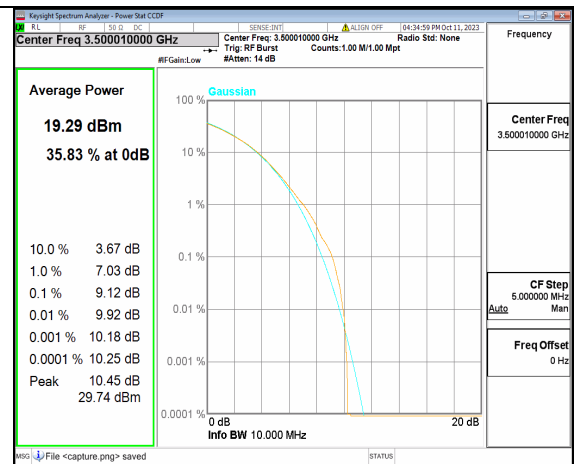 Keysight Spectrum Analyzer - Power Stat CCDF
RL RF 50 Ω DC SENSE:INT ALIGN OFF 04:34:59 PM Oct 11, 2023
Center Freq 3.500010000 GHz
Center Freq: 3.500010000 GHz Radio Std: None
Trig: RF Burst Counts:1.00 M/1.00 Mpt
#IFGain:Low #Atten: 14 dB
Frequency
Center Freq
3.500010000 GHz
CF Step
5.000000 MHz
Auto Man
Freq Offset
0 Hz
Average Power
19.29 dBm
35.83 % at 0dB
10.0 % 3.67 dB
1.0 % 7.03 dB
0.1 % 9.12 dB
0.01 % 9.92 dB
0.001 % 10.18 dB
0.0001 % 10.25 dB
Peak 10.45 dB
29.74 dBm
Gaussian
100 %
10 %
1 %
0.1 %
0.01 %
0.001 %
0.0001 %
0 dB 20 dB
Info BW 10.000 MHz
MSG File <capture.png> saved STATUS